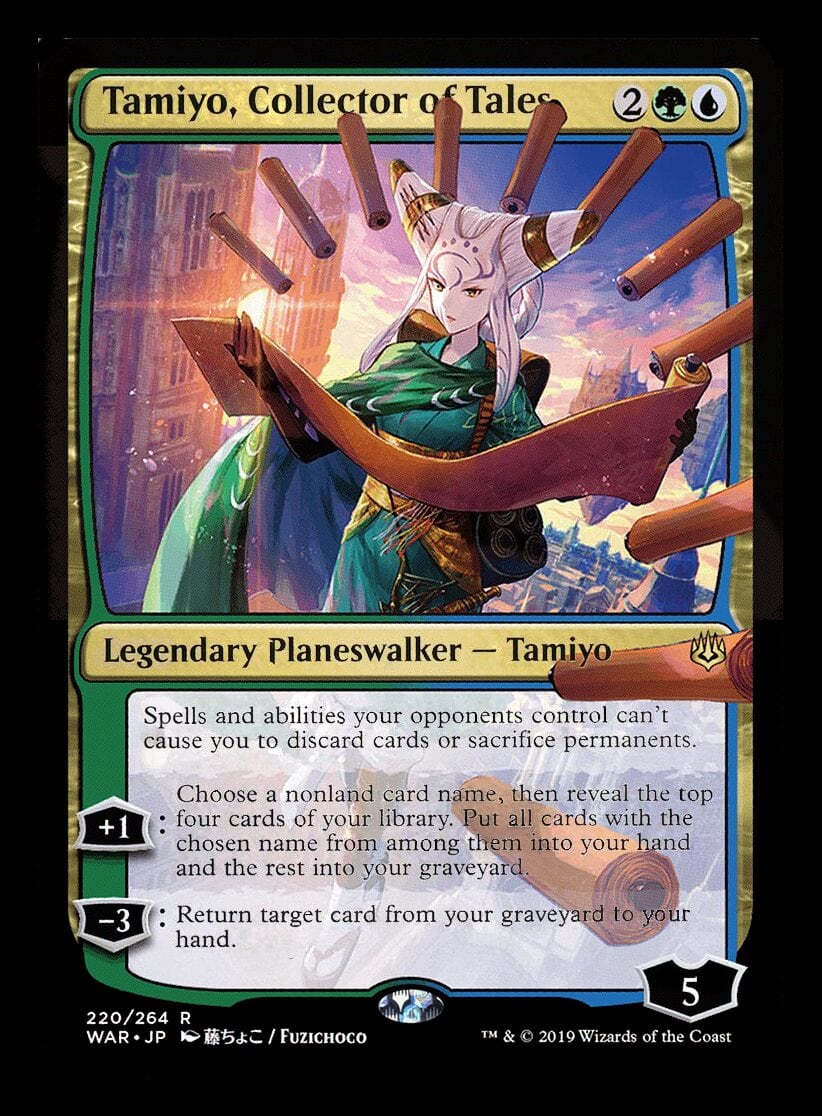 Tamiyo, Collector of Tales 2
Legendary Planeswalker — Tamiyo
Spells and abilities your opponents control can't
cause you to discard cards or sacrifice permanents.
Choose a nonland card name, then reveal the top
+1 : four cards of your library. Put all cards with the
chosen name from among them into your hand
and the rest into your graveyard.
−3 : Return target card from your graveyard to your
hand.
5
220/264 R
WAR • JP 藤ちょこ / Fuzichoco ™ & © 2019 Wizards of the Coast